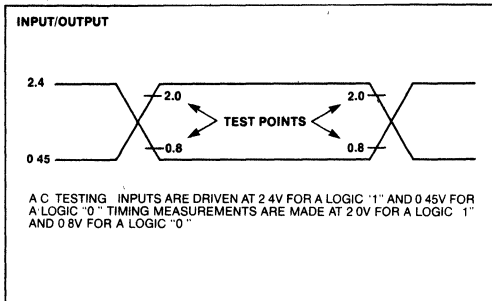 INPUT/OUTPUT
2.4
2.0
2.0
TEST POINTS
0.8
0.8
0 45
A C TESTING INPUTS ARE DRIVEN AT 2 4V FOR A LOGIC "1" AND 0 45V FOR
A LOGIC "0" TIMING MEASUREMENTS ARE MADE AT 2 0V FOR A LOGIC 1"
AND 0 8V FOR A LOGIC "0"